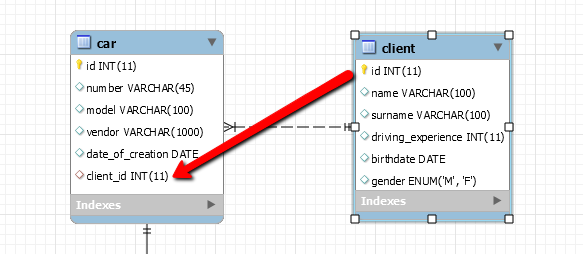 car
id INT(11)
number VARCHAR(45)
model VARCHAR(100)
vendor VARCHAR(1000)
date_of_creation DATE
client_id INT(11)
Indexes
client
id INT(11)
name VARCHAR(100)
surname VARCHAR(100)
driving_experience INT(11)
birthdate DATE
gender ENUM('M', 'F')
Indexes